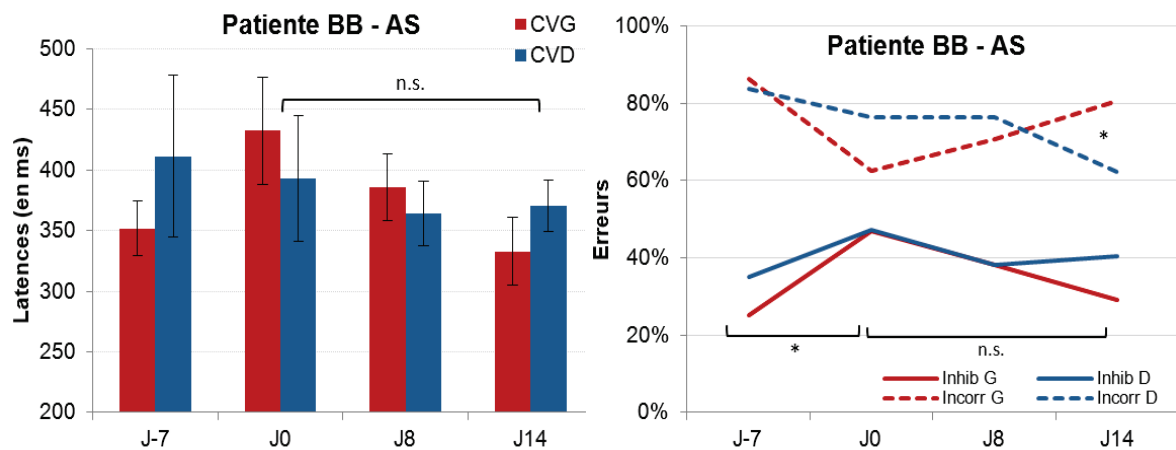 Patiente BB - AS
CVG
CVD
Latences (en ms)
500
450
400
350
300
250
200
n.s.
J-7
J0
J8
J14
Patiente BB - AS
Erreurs
100%
80%
60%
40%
20%
0%
*
*
n.s.
Inhib G
Inhib D
Incorr G
Incorr D
J-7
J0
J8
J14